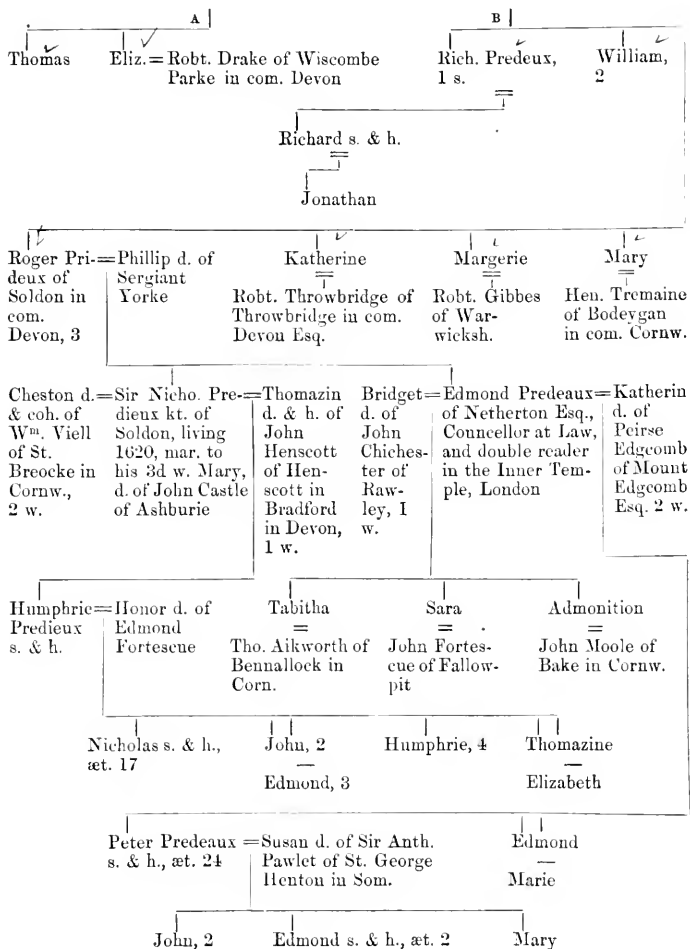 A B
Thomas Eliz. = Robt. Drake of Wiscombe Rich. Predeux, William,
Parke in com. Devon 1 s. 2
Richard s. & h.
Jonathan
Roger Pri-=Phillip d. of Katherine Margerie Mary
deux of Sergiant
Soldon in Yorke Robt. Throwbridge of Robt. Gibbes Hen. Tremaine
com. Throwbridge in com. of War- of Bodeygan
Devon, 3 Devon Esq. wicksh. in com. Cornw.
Cheston d.=Sir Nicho. Pre-=Thomazin Bridget=Edmond Predeaux=Katherin
& coh. of dieux kt. of d. & h. of d. of of Netherton Esq., d. of
Wm. Viell Soldon, living John John Councellor at Law, Peirse
of St. 1620, mar. to Henscott Chiches- and double reader Edgcomb
Breocke in his 3d w. Mary, of Hen- ter of in the Inner Tem- of Mount
Cornw., d. of John Castle scott in Raw- ple, London Edgcomb
2 w. of Ashburie Bradford ley, 1 Esq. 2 w.
in Devon, w.
1 w.
Humphrie=Honor d. of Tabitha Sara Admonition
Predieux Edmond
s. & h. Fortescue Tho. Aikworth of John Fortes- John Moole of
Bennallock in cue of Fallow- Bake in Cornw.
Corn. pit
Nicholas s. & h., John, 2 Humphrie, 4 Thomazine
æt. 17
Edmond, 3 Elizabeth
Peter Predeaux =Susan d. of Sir Anth. Edmond
s. & h., æt. 24 Pawlet of St. George
Henton in Som. Marie
John, 2 Edmond s. & h., æt. 2 Mary